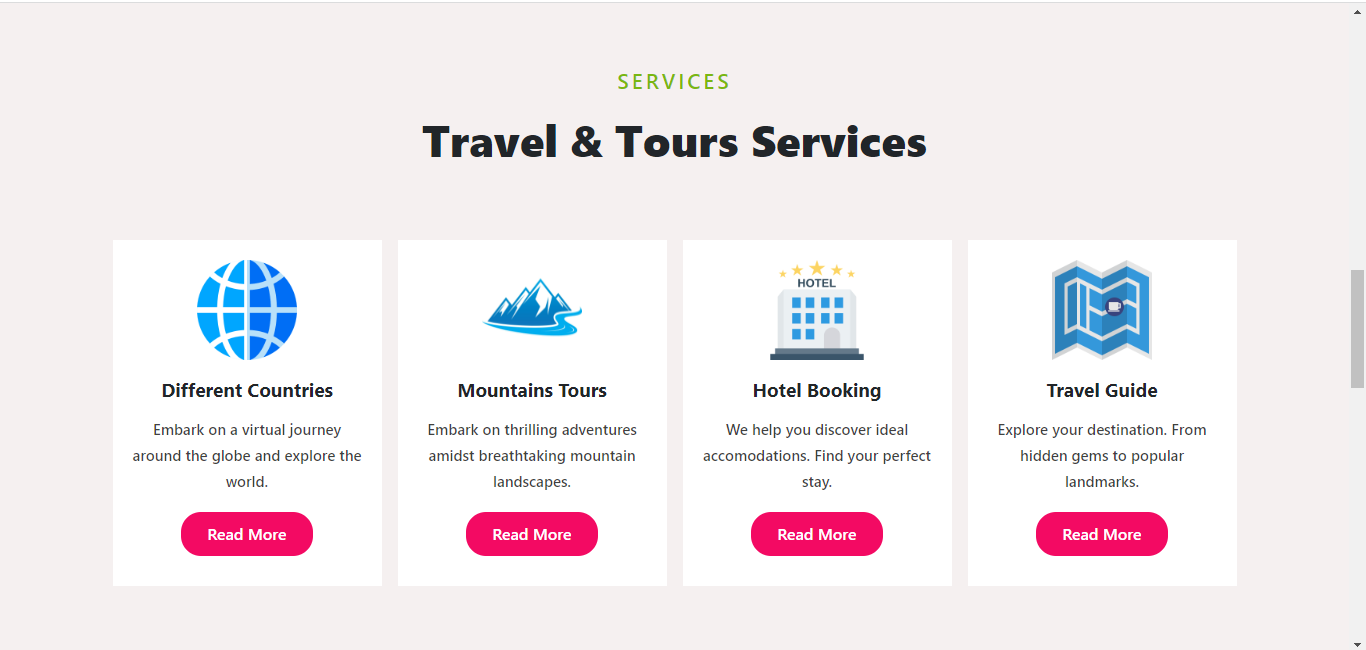 SERVICES
Travel & Tours Services
Different Countries
Embark on a virtual journey
around the globe and explore the
world.
Read More
Mountains Tours
Embark on thrilling adventures
amidst breathtaking mountain
landscapes.
Read More
HOTEL
Hotel Booking
We help you discover ideal
accomodations. Find your perfect
stay.
Read More
Travel Guide
Explore your destination. From
hidden gems to popular
landmarks.
Read More